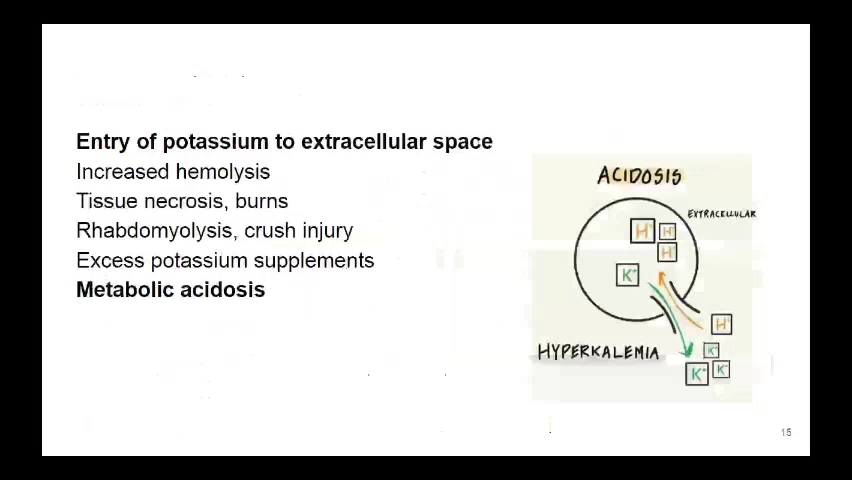 Entry of potassium to extracellular space
Increased hemolysis
Tissue necrosis, burns
Rhabdomyolysis, crush injury
Excess potassium supplements
Metabolic acidosis
ACIDOSIS
EXTRACELLULAR
H⁺ H⁺
H⁺
K⁺
H⁺
HYPERKALEMIA
K⁺
K⁺ K⁺
15